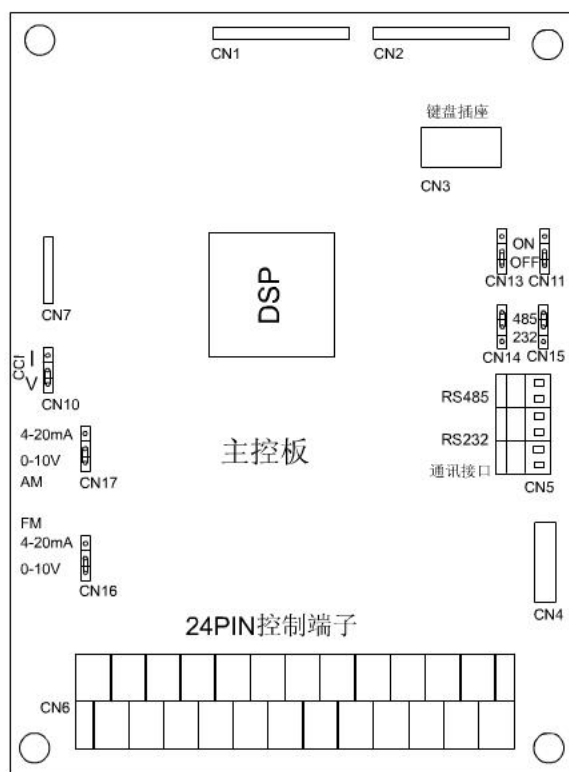 CN1
CN2
键盘插座
CN3
ON
OFF
CN13
CN11
DSP
CN7
485
232
CN14
CN15
CCI
I
V
CN10
RS485
RS232
通讯接口
CN5
4-20mA
0-10V
AM
CN17
主控板
FM
4-20mA
0-10V
CN16
CN4
24PIN控制端子
CN6